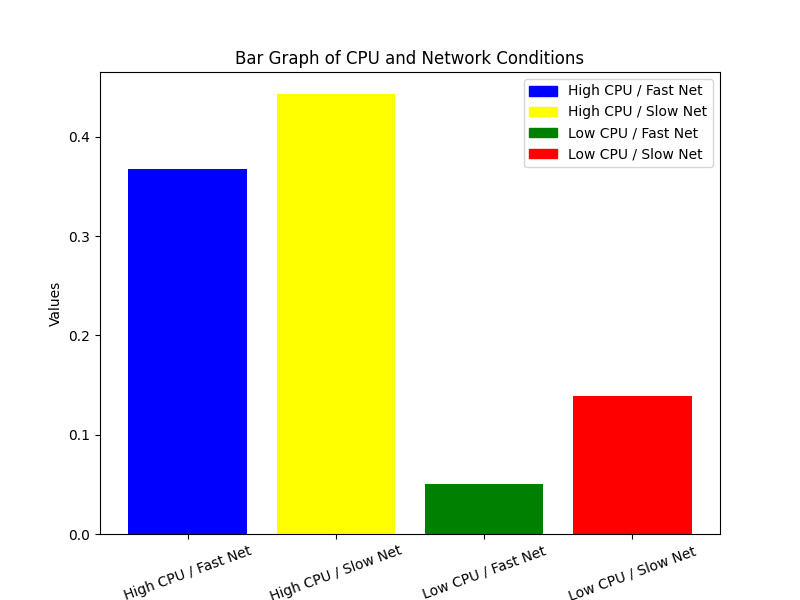 Bar Graph of CPU and Network Conditions
High CPU / Fast Net
High CPU / Slow Net
Low CPU / Fast Net
Low CPU / Slow Net
Values
0.4
0.3
0.2
0.1
0.0
High CPU / Fast Net
High CPU / Slow Net
Low CPU / Fast Net
Low CPU / Slow Net